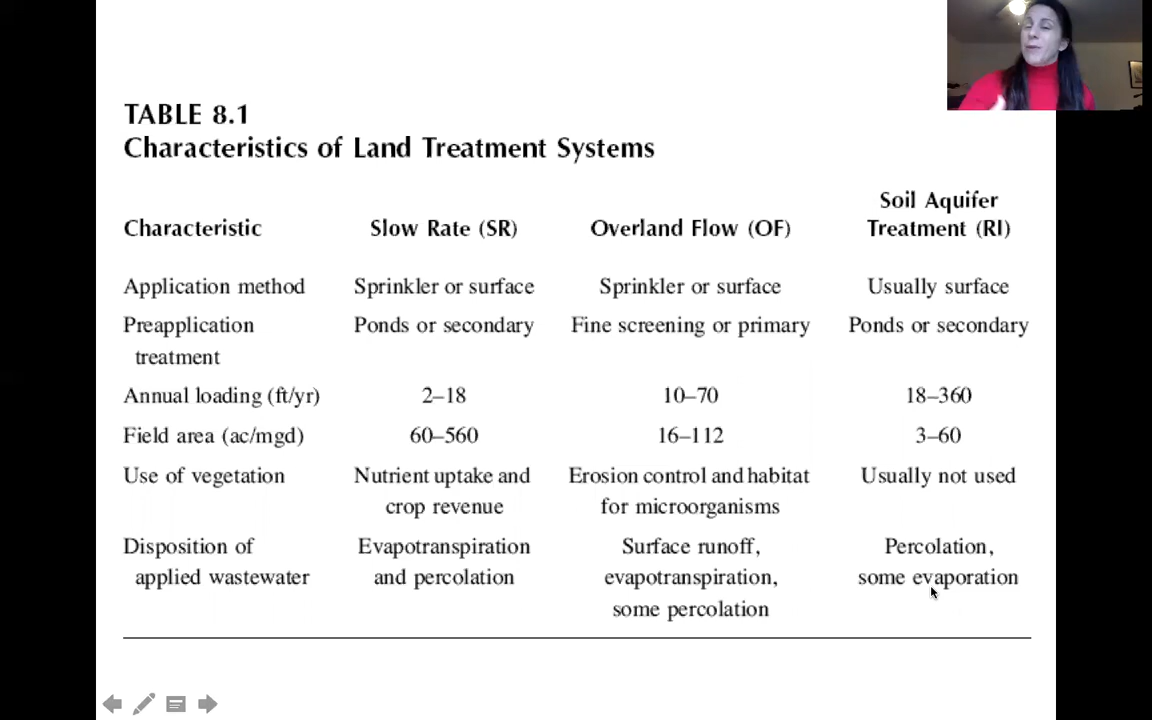 TABLE 8.1
Characteristics of Land Treatment Systems
Soil Aquifer
Characteristic Slow Rate (SR) Overland Flow (OF) Treatment (RI)
Application method Sprinkler or surface Sprinkler or surface Usually surface
Preapplication Ponds or secondary Fine screening or primary Ponds or secondary
treatment
Annual loading (ft/yr) 2–18 10–70 18–360
Field area (ac/mgd) 60–560 16–112 3–60
Use of vegetation Nutrient uptake and Erosion control and habitat Usually not used
crop revenue for microorganisms
Disposition of Evapotranspiration Surface runoff, Percolation,
applied wastewater and percolation evapotranspiration, some evaporation
some percolation